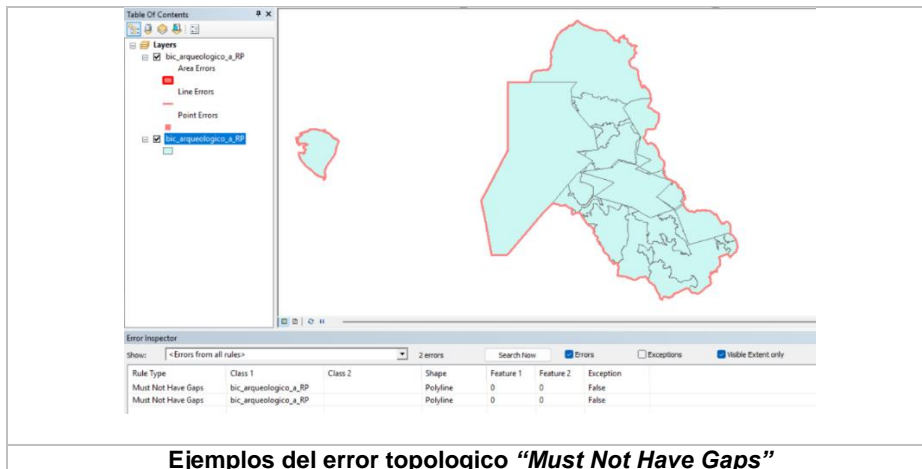 Table Of Contents
Layers
bic_arqueologico_a_RP
Area Errors
Line Errors
Point Errors
bic_arqueologico_a_RP
Error Inspector
Show: <Errors from all rules> 2 errors Search Now Errors Exceptions Visible Extent only
Rule Type Class 1 Class 2 Shape Feature 1 Feature 2 Exception
Must Not Have Gaps bic_arqueologico_a_RP Polyline 0 0 False
Must Not Have Gaps bic_arqueologico_a_RP Polyline 0 0 False
Ejemplos del error topologico “Must Not Have Gaps”